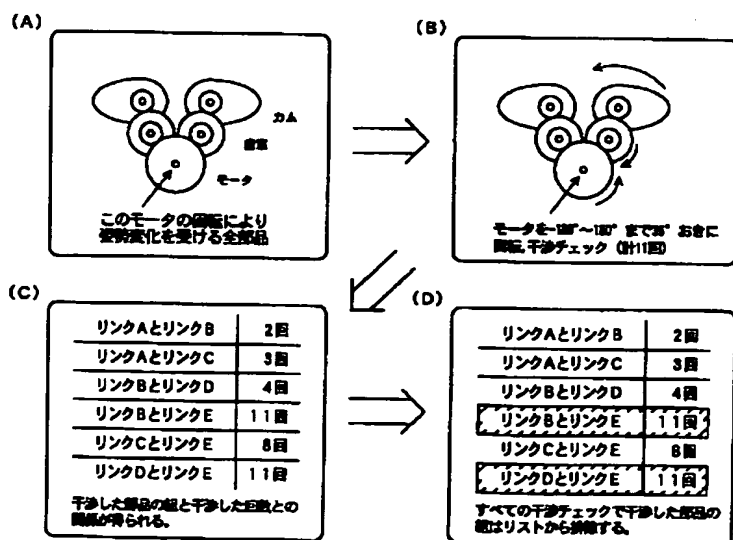 (A)
カム
歯車
モータ
このモータの回転により
姿勢変化を受ける全部品
(B)
モータを-180°~180° まで36° おきに
回転,干渉チェック (計11回)
(C)
リンクAとリンクB 2回
リンクAとリンクC 3回
リンクBとリンクD 4回
リンクBとリンクE 11回
リンクCとリンクE 8回
リンクDとリンクE 11回
干渉した部品の組と干渉した回数との
関係が得られる。
(D)
リンクAとリンクB 2回
リンクAとリンクC 3回
リンクBとリンクD 4回
リンクBとリンクE 11回
リンクCとリンクE 8回
リンクDとリンクE 11回
すべての干渉チェックで干渉した部品の
組はリストから排除する。